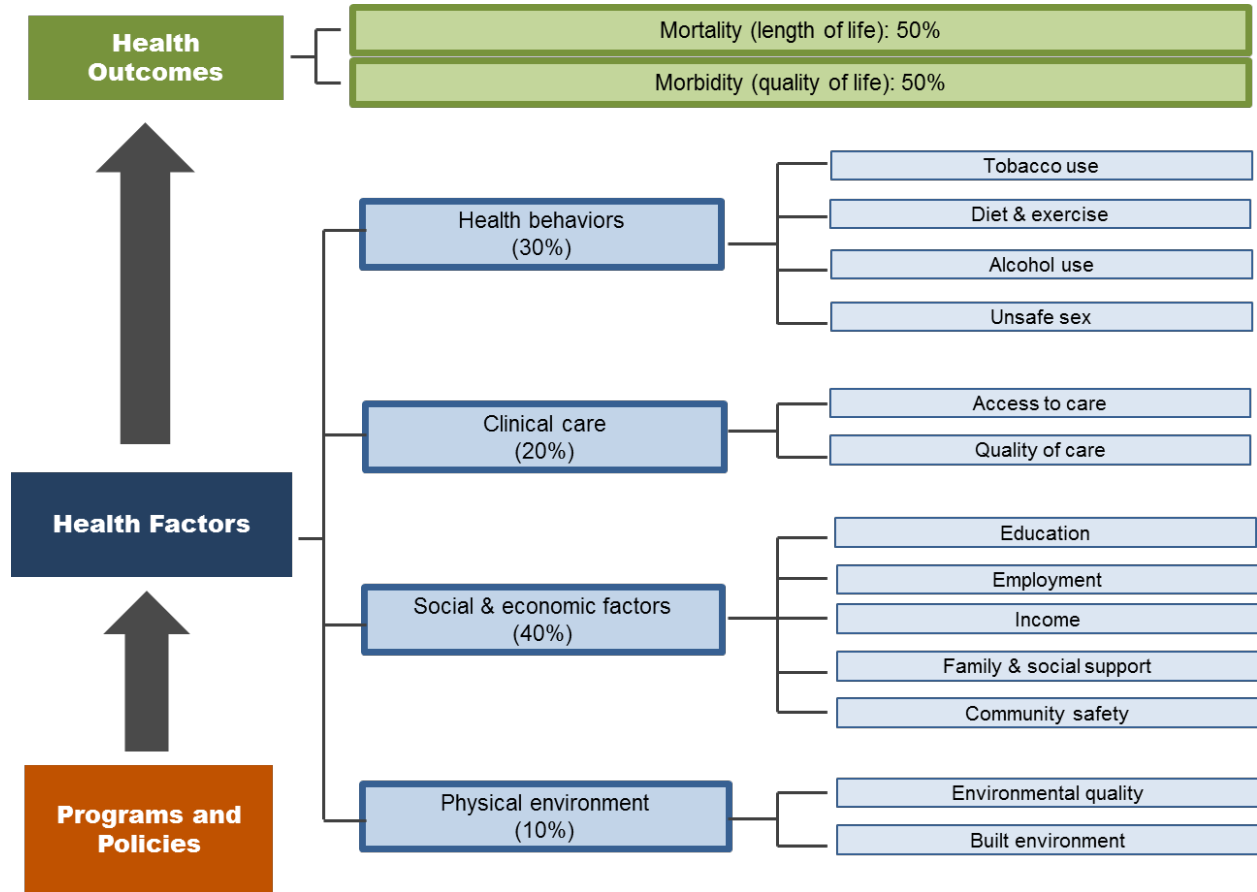 Health
Outcomes
Mortality (length of life): 50%
Morbidity (quality of life): 50%
Health Factors
Programs and
Policies
Health behaviors
(30%)
Tobacco use
Diet & exercise
Alcohol use
Unsafe sex
Clinical care
(20%)
Access to care
Quality of care
Social & economic factors
(40%)
Education
Employment
Income
Family & social support
Community safety
Physical environment
(10%)
Environmental quality
Built environment